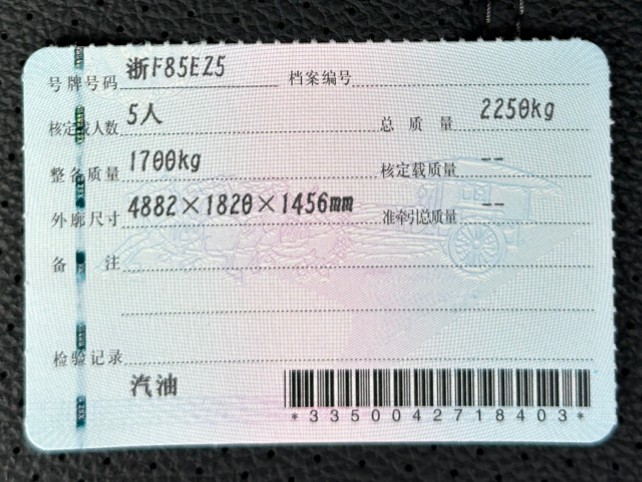 号牌号码 浙F85EZ5 档案编号
核定载人数 5人 总质量 2250kg
整备质量 1700kg 核定载质量 --
外廓尺寸 4882×1820×1456mm 准牵引总质量 --
备注
检验记录
汽油
*3350042718403*